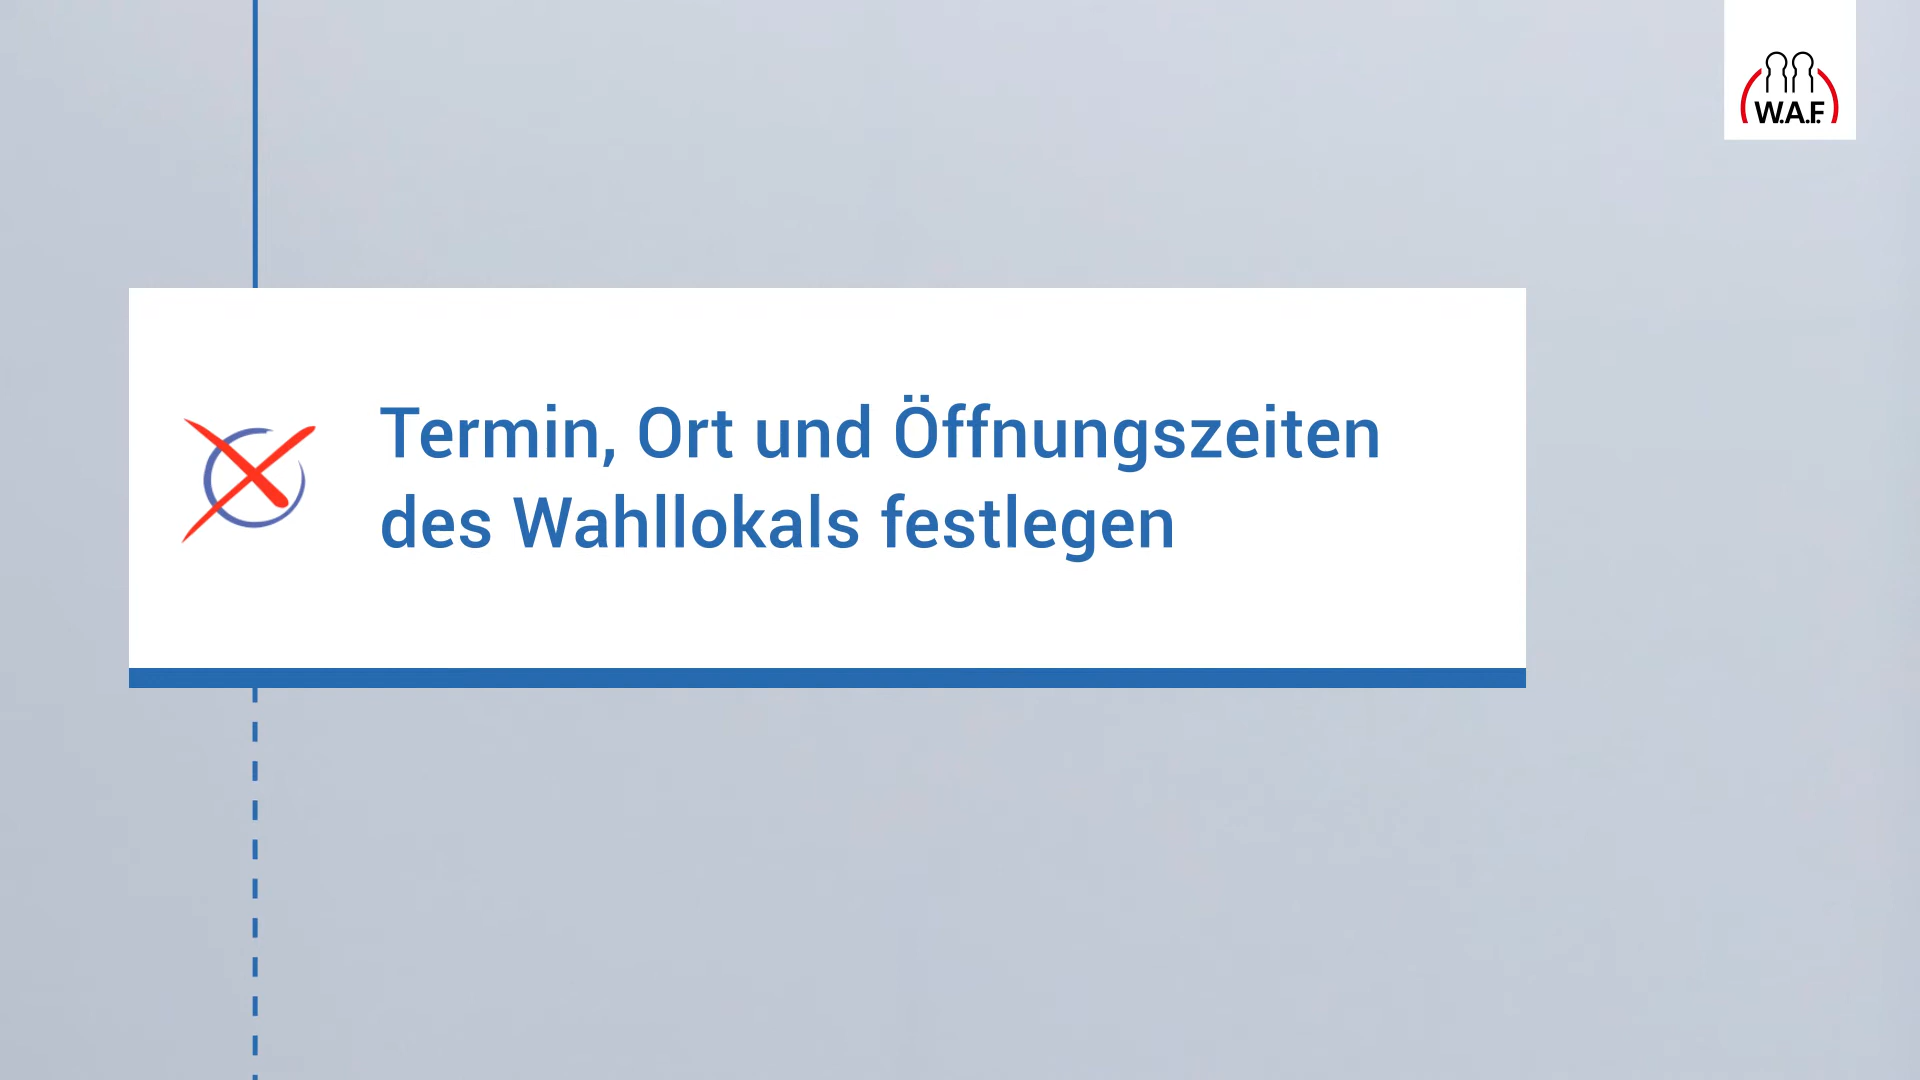 W.A.F.
Termin, Ort und Öffnungszeiten
des Wahllokals festlegen